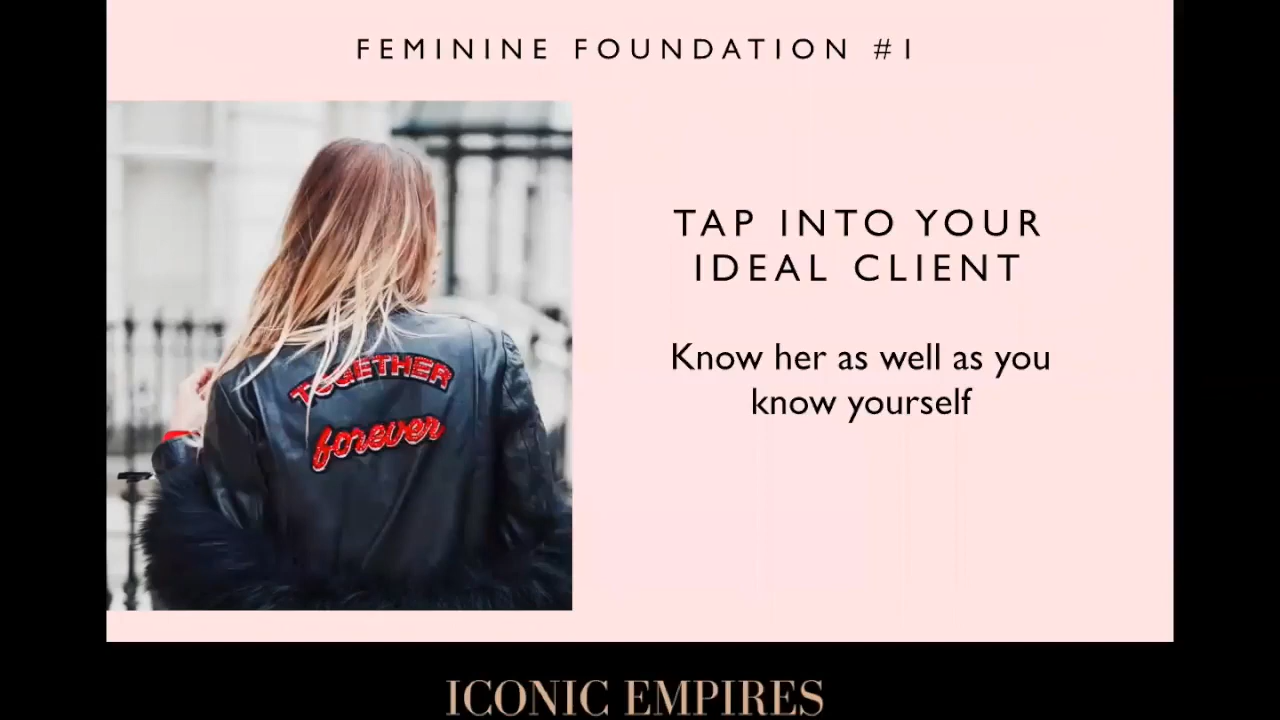 FEMININE FOUNDATION #1
TAP INTO YOUR
IDEAL CLIENT
Know her as well as you
know yourself
TOGETHER
forever
ICONIC EMPIRES